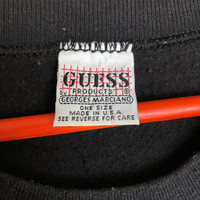 GUESS
PRODUCTS ®
GEORGES MARCIANO
ONE SIZE
MADE IN U.S.A.
SEE REVERSE FOR CARE